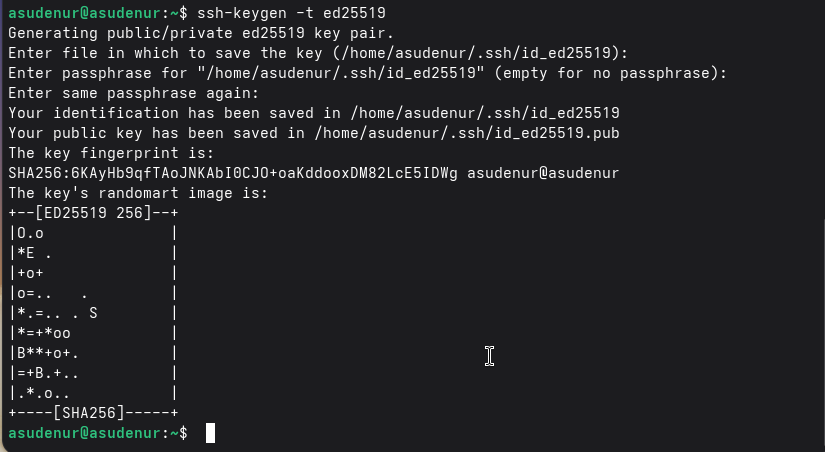 asudenur@asudenur:~$ ssh-keygen -t ed25519
Generating public/private ed25519 key pair.
Enter file in which to save the key (/home/asudenur/.ssh/id_ed25519):
Enter passphrase for "/home/asudenur/.ssh/id_ed25519" (empty for no passphrase):
Enter same passphrase again:
Your identification has been saved in /home/asudenur/.ssh/id_ed25519
Your public key has been saved in /home/asudenur/.ssh/id_ed25519.pub
The key fingerprint is:
SHA256:6KAyHb9qfTAoJNKAbI0CJO+oaKddooxDM82LcE5IDWg asudenur@asudenur
The key's randomart image is:
+--[ED25519 256]--+
|O.o              |
|*E .             |
|+o+              |
|o=..   .         |
|*.=.. . S        |
|*=+*oo           |
|B**+o+.          |
|=+B.+..          |
|.*.o..           |
+----[SHA256]-----+
asudenur@asudenur:~$